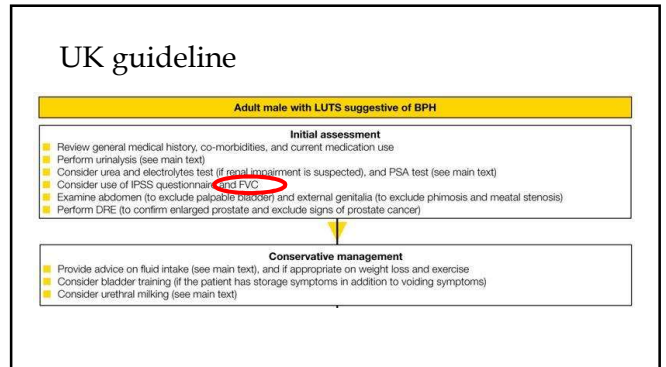 UK guideline
Adult male with LUTS suggestive of BPH
Initial assessment
Review general medical history, co-morbidities, and current medication use
Perform urinalysis (see main text)
Consider urea and electrolytes test (if renal impairment is suspected), and PSA test (see main text)
Consider use of IPSS questionnaire and FVC
Examine abdomen (to exclude palpable bladder) and external genitalia (to exclude phimosis and meatal stenosis)
Perform DRE (to confirm enlarged prostate and exclude signs of prostate cancer)
Conservative management
Provide advice on fluid intake (see main text), and if appropriate on weight loss and exercise
Consider bladder training (if the patient has storage symptoms in addition to voiding symptoms)
Consider urethral milking (see main text)